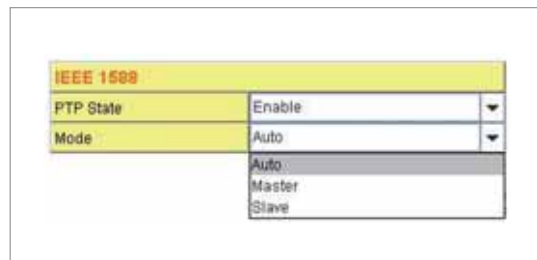 IEEE 1588
PTP State Enable
Mode Auto
Auto
Master
Slave